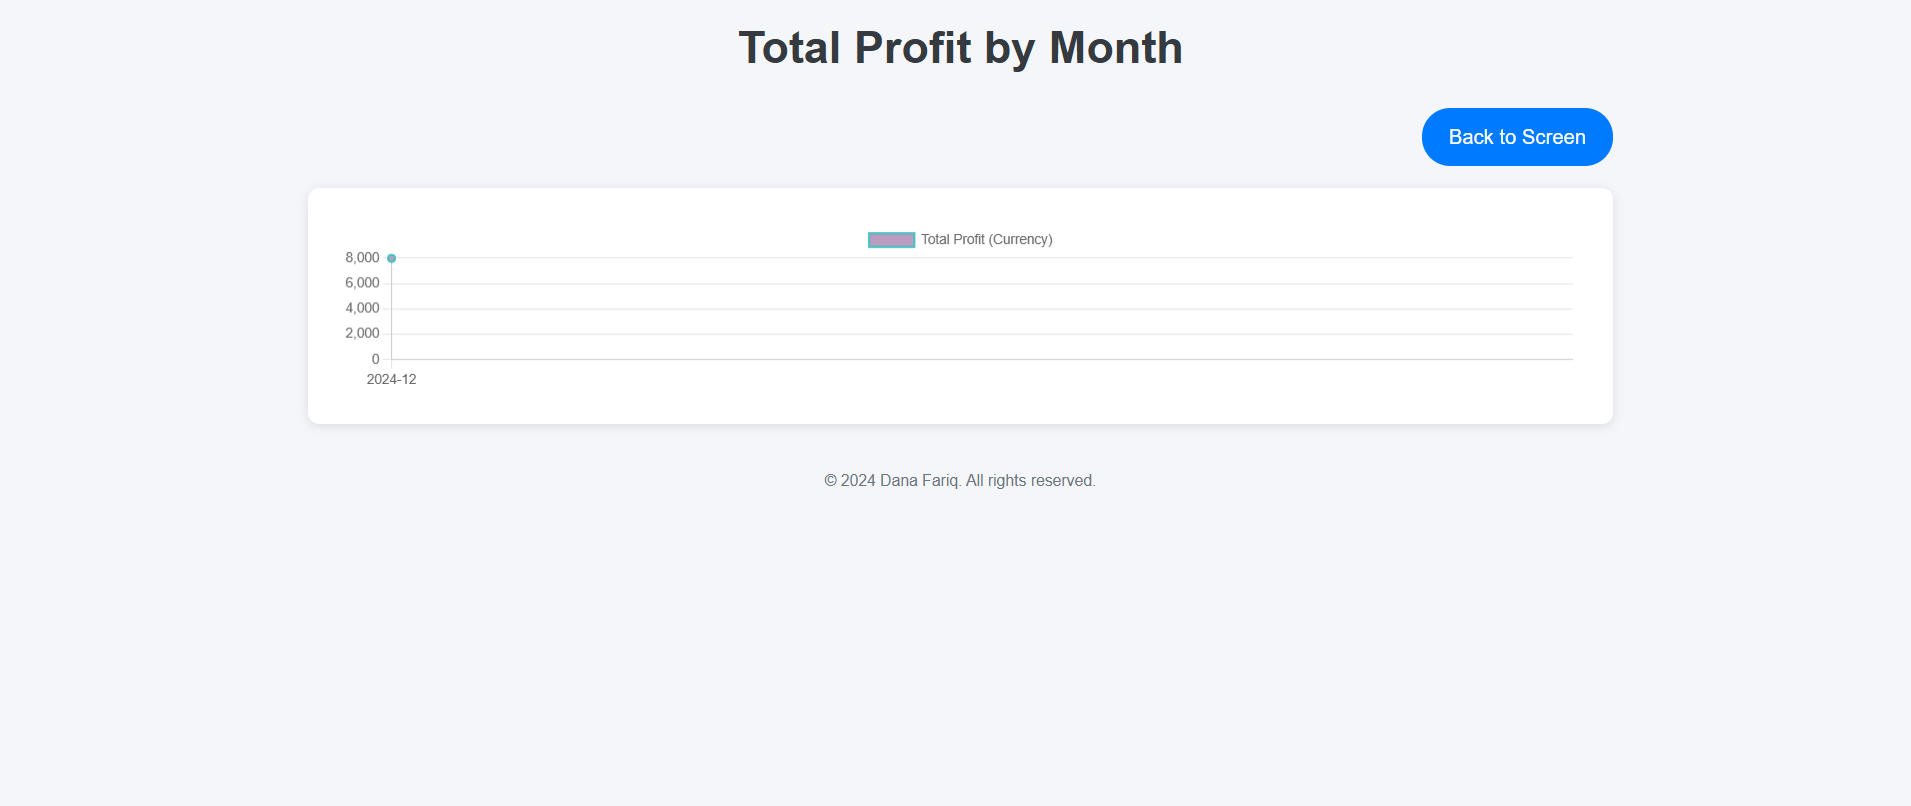 Total Profit by Month
Back to Screen
Total Profit (Currency)
8,000
6,000
4,000
2,000
0
2024-12
© 2024 Dana Fariq. All rights reserved.